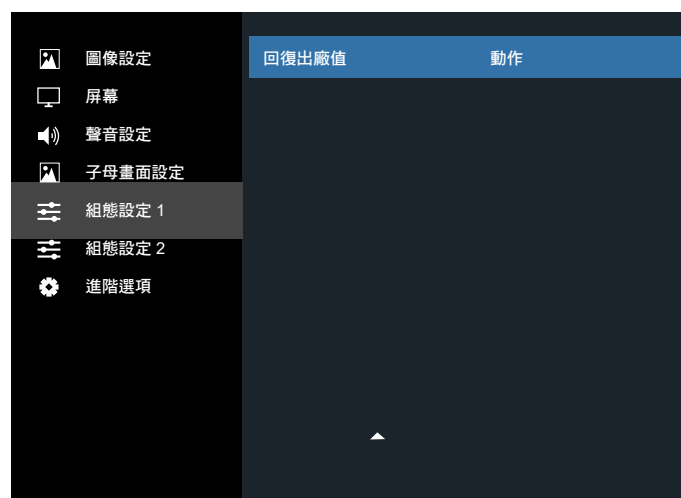 圖像設定
屏幕
聲音設定
子母畫面設定
組態設定 1
組態設定 2
進階選項
回復出廠值 動作